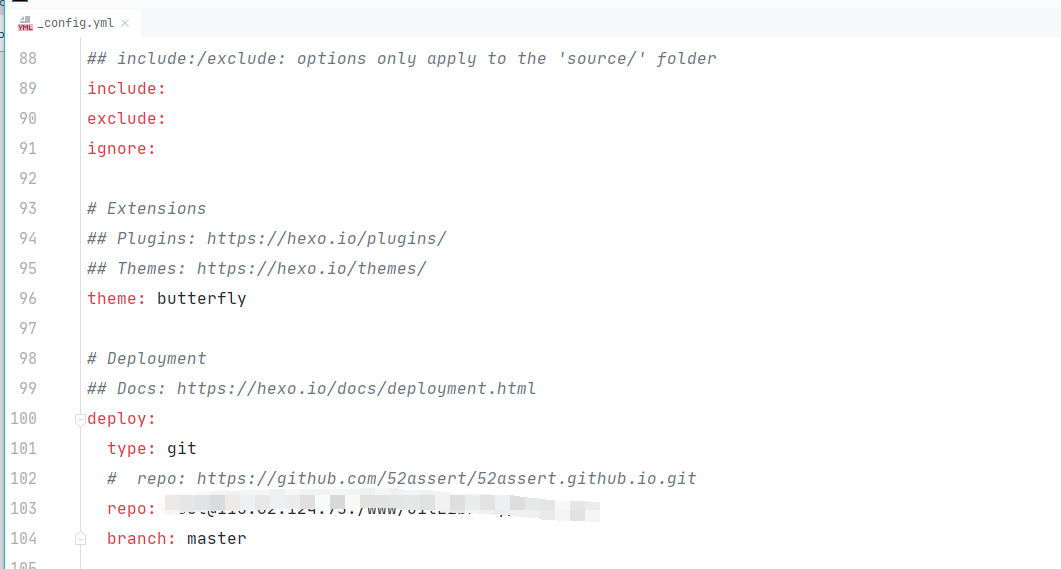 YML _config.yml ×
88 ## include:/exclude: options only apply to the 'source/' folder
89 include:
90 exclude:
91 ignore:
92
93 # Extensions
94 ## Plugins: https://hexo.io/plugins/
95 ## Themes: https://hexo.io/themes/
96 theme: butterfly
97
98 # Deployment
99 ## Docs: https://hexo.io/docs/deployment.html
100 deploy:
101 type: git
102 #  repo: https://github.com/52assert/52assert.github.io.git
103 repo:
104 branch: master
105